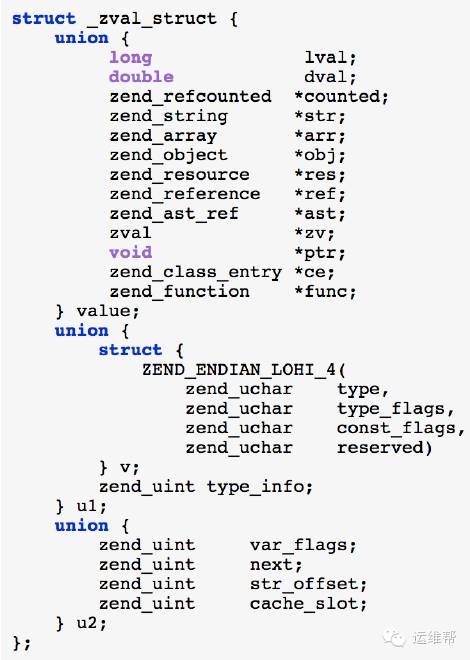 struct _zval_struct {
    union {
        long                lval;
        double              dval;
        zend_refcounted  *counted;
        zend_string      *str;
        zend_array       *arr;
        zend_object      *obj;
        zend_resource    *res;
        zend_reference   *ref;
        zend_ast_ref     *ast;
        zval             *zv;
        void             *ptr;
        zend_class_entry *ce;
        zend_function    *func;
    } value;
    union {
        struct {
            ZEND_ENDIAN_LOHI_4(
                zend_uchar    type,
                zend_uchar    type_flags,
                zend_uchar    const_flags,
                zend_uchar    reserved)
        } v;
        zend_uint type_info;
    } u1;
    union {
        zend_uint     var_flags;
        zend_uint     next;
        zend_uint     str_offset;
        zend_uint     cache_slot;
    } u2;
};
运维帮